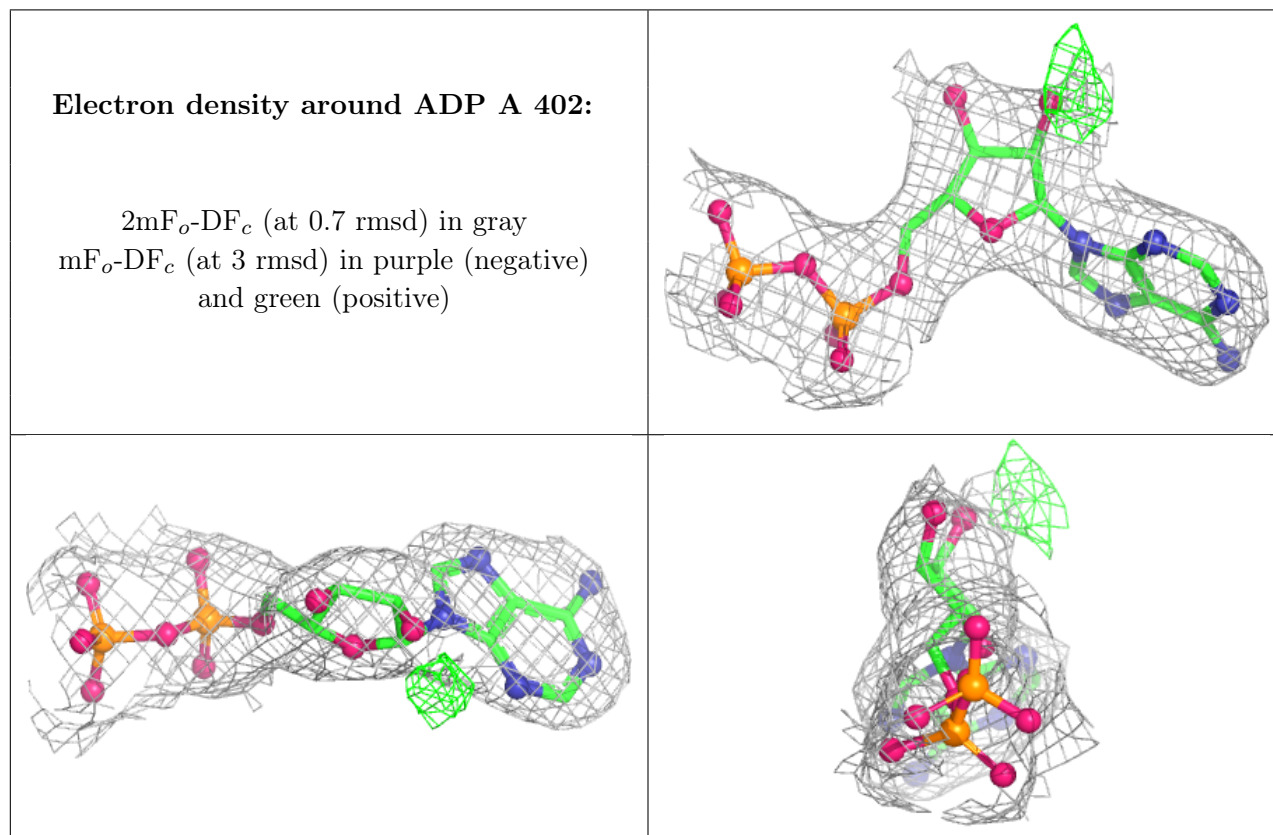 Electron density around ADP A 402:
2mFo-DFc (at 0.7 rmsd) in gray
mFo-DFc (at 3 rmsd) in purple (negative)
and green (positive)